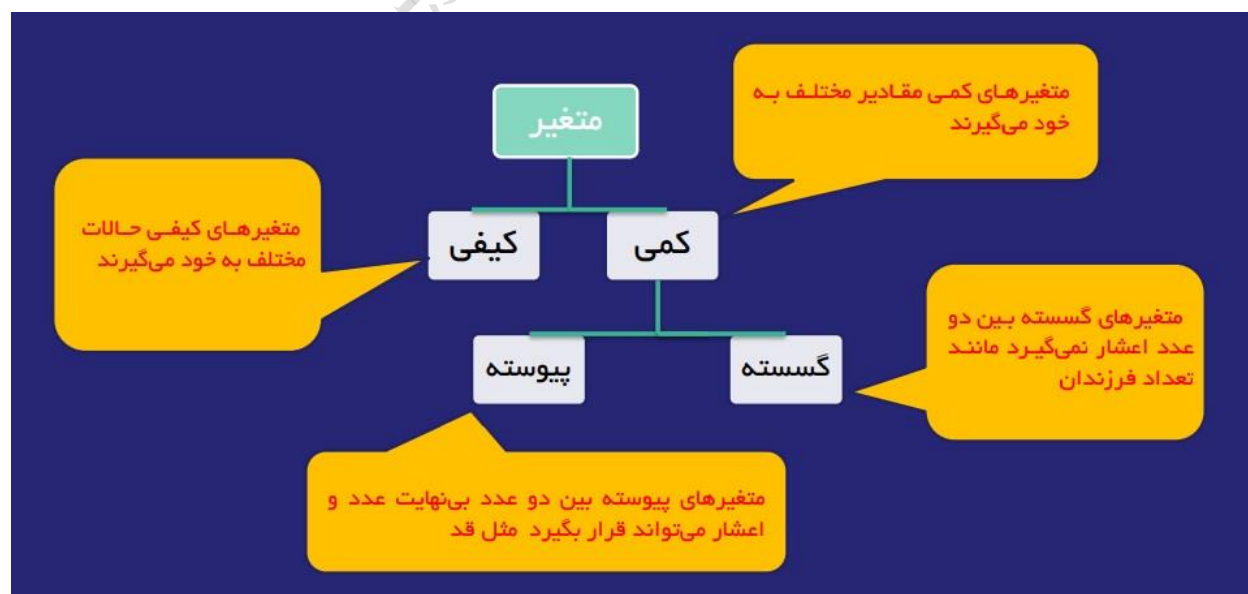 متغیرهای کمی مقادیر مختلف به
خود می‌گیرند
متغیر
متغیرهای کیفی حالات
مختلف به خود می‌گیرند
کمی
کیفی
متغیرهای گسسته بین دو
عدد اعشار نمی‌گیرد مانند
تعداد فرزندان
گسسته
پیوسته
متغیرهای پیوسته بین دو عدد بی‌نهایت عدد و
اعشار می‌تواند قرار بگیرد مثل قد